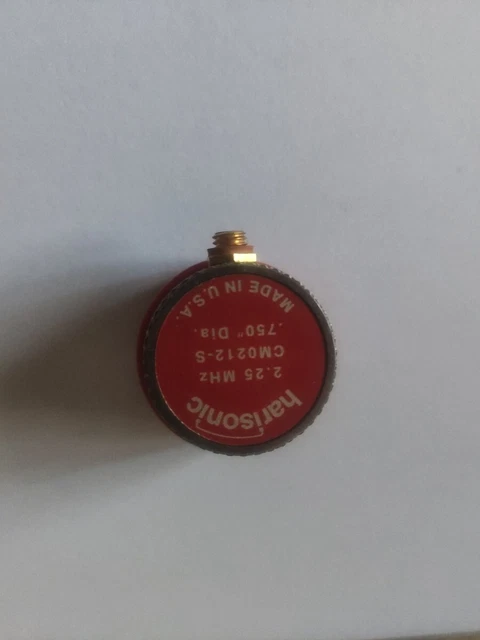 harisonic
2.25 MHz
CM0212-S
.750" Dia.
MADE IN U.S.A.